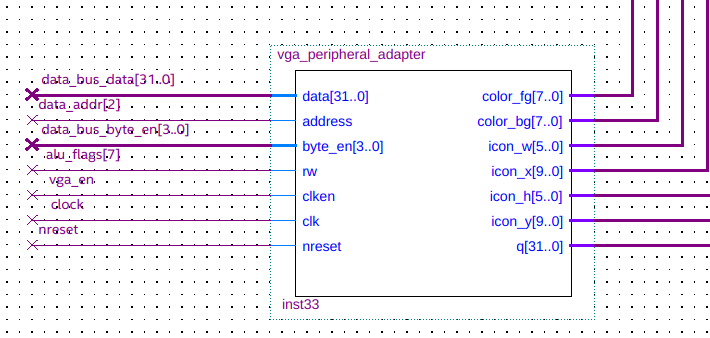 vga_peripheral_adapter
data_bus_data[31..0]
data[31..0]
color_fg[7..0]
data_addr[2]
address
color_bg[7..0]
data_bus_byte_en[3..0]
byte_en[3..0]
icon_w[5..0]
alu_flags[7]
rw
icon_x[9..0]
vga_en
clken
icon_h[5..0]
clock
clk
icon_y[9..0]
nreset
nreset
q[31..0]
inst33